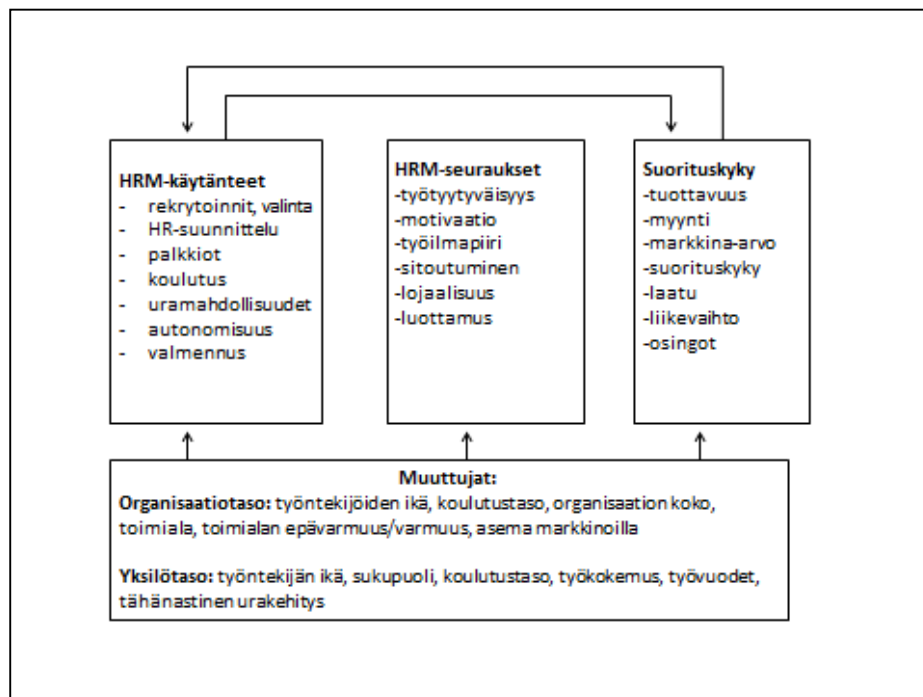 HRM-käytänteet
- rekrytoinnit, valinta
- HR-suunnittelu
- palkkiot
- koulutus
- uramahdollisuudet
- autonomisuus
- valmennus
HRM-seuraukset
-työtyytyväisyys
-motivaatio
-työilmapiiri
-sitoutuminen
-lojaalisuus
-luottamus
Suorituskyky
-tuottavuus
-myynti
-markkina-arvo
-suorituskyky
-laatu
-liikevaihto
-osingot
Muuttujat:
Organisaatiotaso: työntekijöiden ikä, koulutustaso, organisaation koko,
toimiala, toimialan epävarmuus/varmuus, asema markkinoilla
Yksilötaso: työntekijän ikä, sukupuoli, koulutustaso, työkokemus, työvuodet,
tähänastinen urakehitys